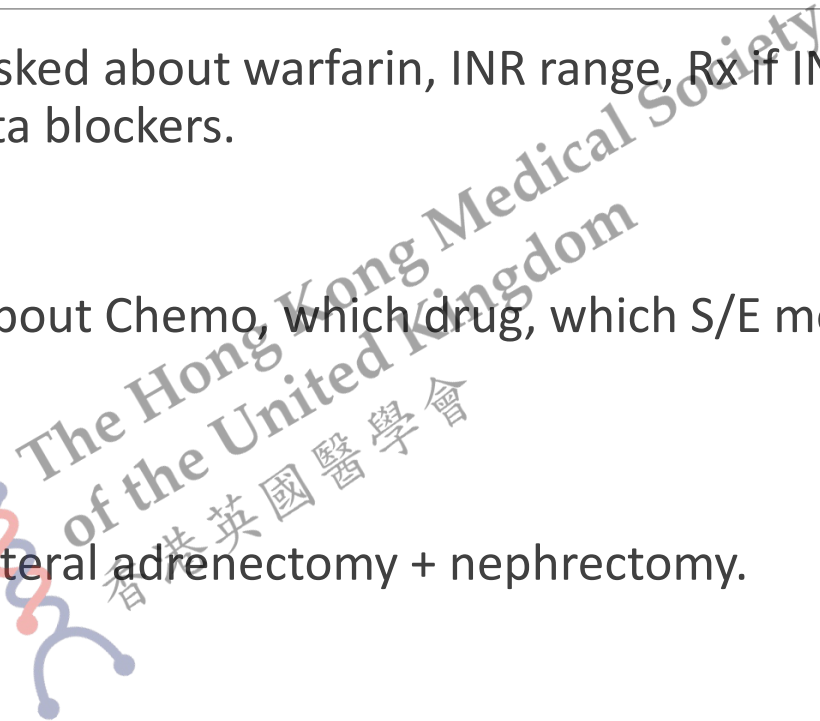 sked about warfarin, INR range, Rx if IN
ta blockers.
bout Chemo, which drug, which S/E mo
teral adrenectomy + nephrectomy.
The Hong Kong Medical Society
of the United Kingdom
香港英國醫學會